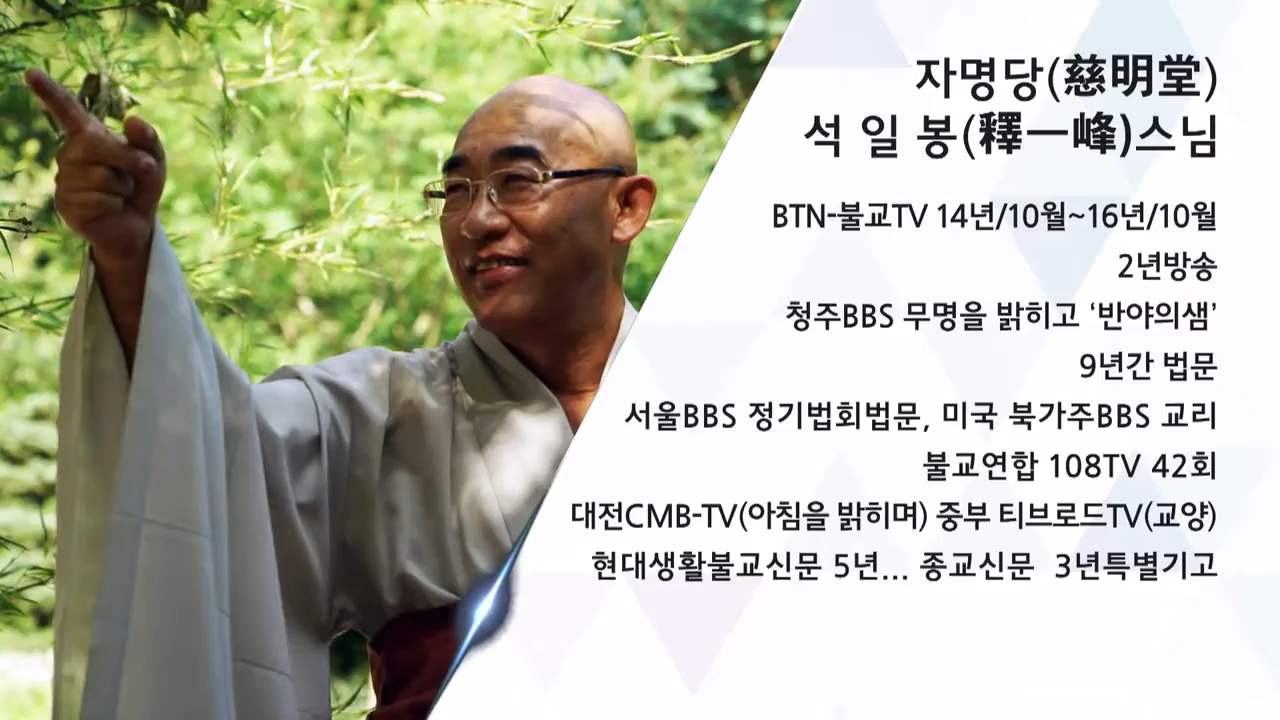 자명당(慈明堂)
석 일 봉(釋一峰)스님
BTN-불교TV 14년/10월~16년/10월
2년방송
청주BBS 무명을 밝히고 ‘반야의샘’
9년간 법문
서울BBS 정기법회법문, 미국 북가주BBS 교리
불교연합 108TV 42회
대전CMB-TV(아침을 밝히며) 중부 티브로드TV(교양)
현대생활불교신문 5년... 종교신문 3년특별기고